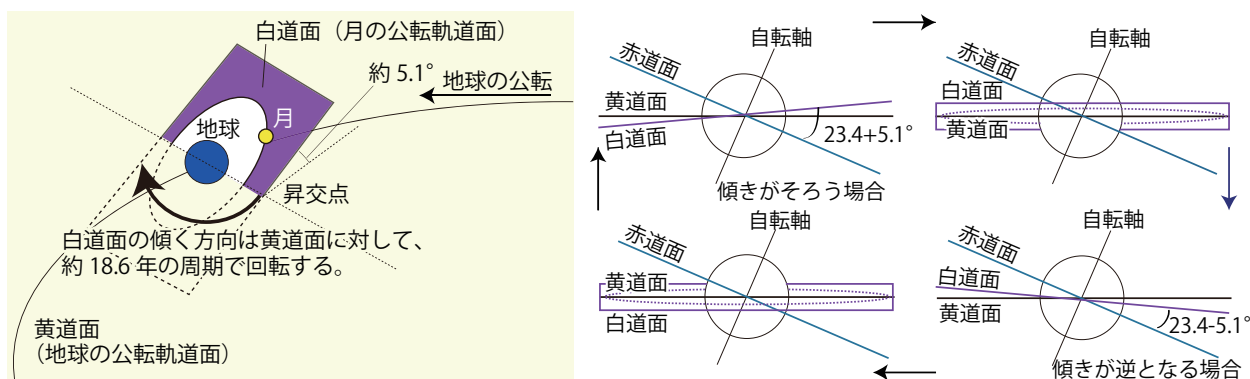 白道面（月の公転軌道面）
約 5.1°
地球の公転
月
地球
昇交点
白道面の傾く方向は黄道面に対して、
約 18.6 年の周期で回転する。
黄道面
（地球の公転軌道面）
自転軸
赤道面
黄道面
白道面
23.4+5.1°
傾きがそろう場合
自転軸
赤道面
白道面
黄道面
自転軸
赤道面
黄道面
白道面
自転軸
赤道面
白道面
黄道面
23.4-5.1°
傾きが逆となる場合